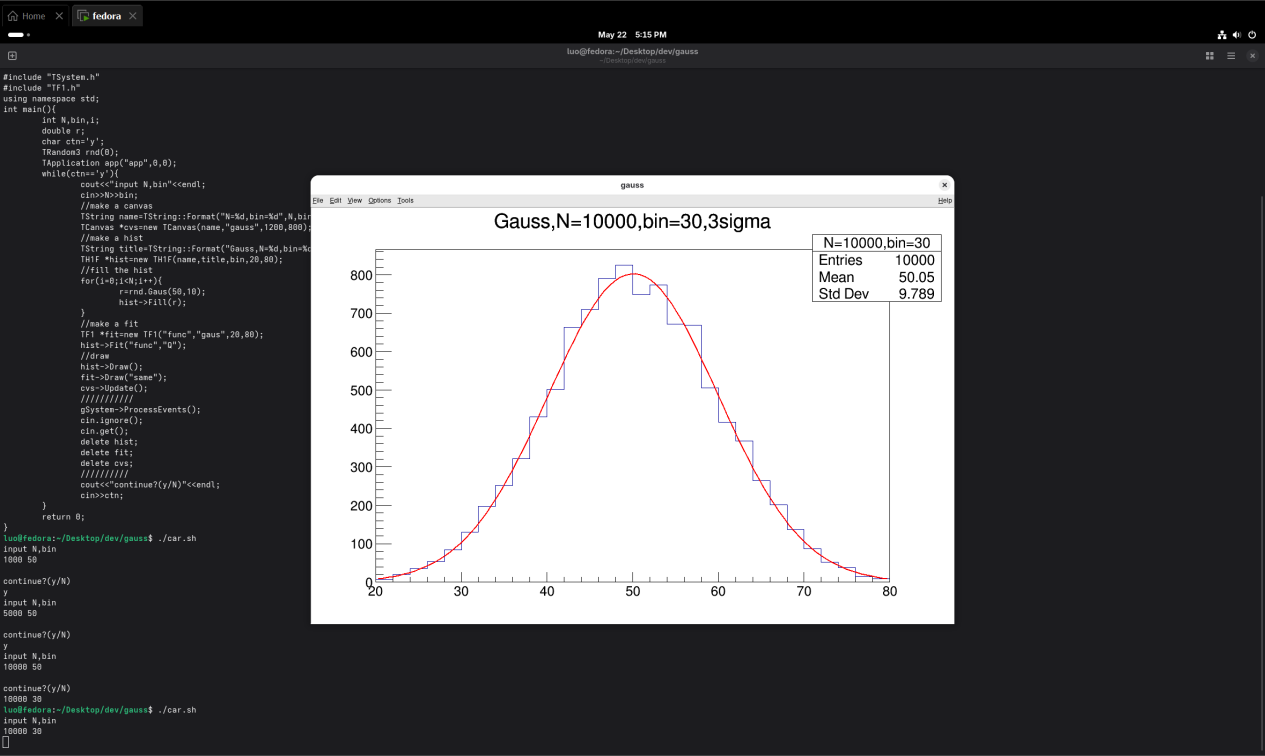 Home
fedora
May 22 5:15 PM
luo@fedora:~/Desktop/dev/gauss
~/Desktop/dev/gauss
#include "TSystem.h"
#include "TF1.h"
using namespace std;
int main(){
int N,bin,i;
double r;
char ctn='y';
TRandom3 rnd(0);
TApplication app("app",0,0);
while(ctn=='y'){
cout<<"input N,bin"<<endl;
cin>>N>>bin;
//make a canvas
TString name=TString::Format("N=%d,bin=%d",N,bin
TCanvas *cvs=new TCanvas(name,"gauss",1200,800);
//make a hist
TString title=TString::Format("Gauss,N=%d,bin=%d
TH1F *hist=new TH1F(name,title,bin,20,80);
//fill the hist
for(i=0;i<N;i++){
r=rnd.Gaus(50,10);
hist->Fill(r);
}
//make a fit
TF1 *fit=new TF1("func","gaus",20,80);
hist->Fit("func","Q");
//draw
hist->Draw();
fit->Draw("same");
cvs->Update();
///////////
gSystem->ProcessEvents();
cin.ignore();
cin.get();
delete hist;
delete fit;
delete cvs;
//////////
cout<<"continue?(y/N)"<<endl;
cin>>ctn;
}
return 0;
}
luo@fedora:~/Desktop/dev/gauss$ ./car.sh
input N,bin
1000 50
continue?(y/N)
y
input N,bin
5000 50
continue?(y/N)
y
input N,bin
10000 50
continue?(y/N)
10000 30
luo@fedora:~/Desktop/dev/gauss$ ./car.sh
input N,bin
10000 30
gauss
File Edit View Options Tools Help
Gauss,N=10000,bin=30,3sigma
N=10000,bin=30
Entries 10000
Mean 50.05
Std Dev 9.789
800
700
600
500
400
300
200
100
0
20 30 40 50 60 70 80